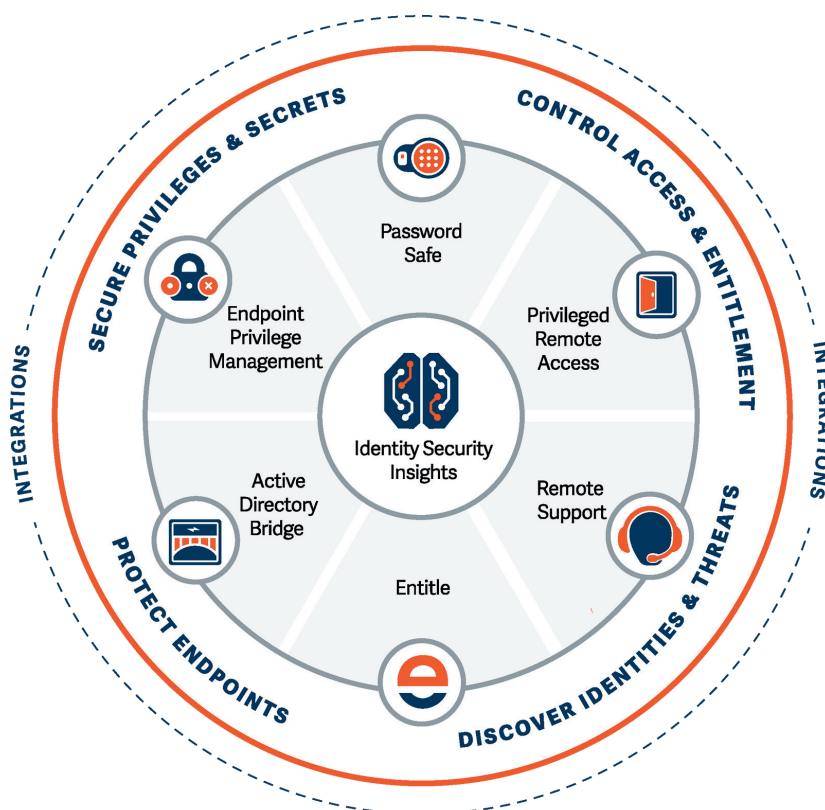 SECURE PRIVILEGES & SECRETS
CONTROL ACCESS & ENTITLEMENT
Password
Safe
Endpoint
Privilege
Management
Privileged
Remote
Access
INTEGRATIONS
INTEGRATIONS
Identity Security
Insights
Active
Directory
Bridge
Remote
Support
Entitle
PROTECT ENDPOINTS
DISCOVER IDENTITIES & THREATS